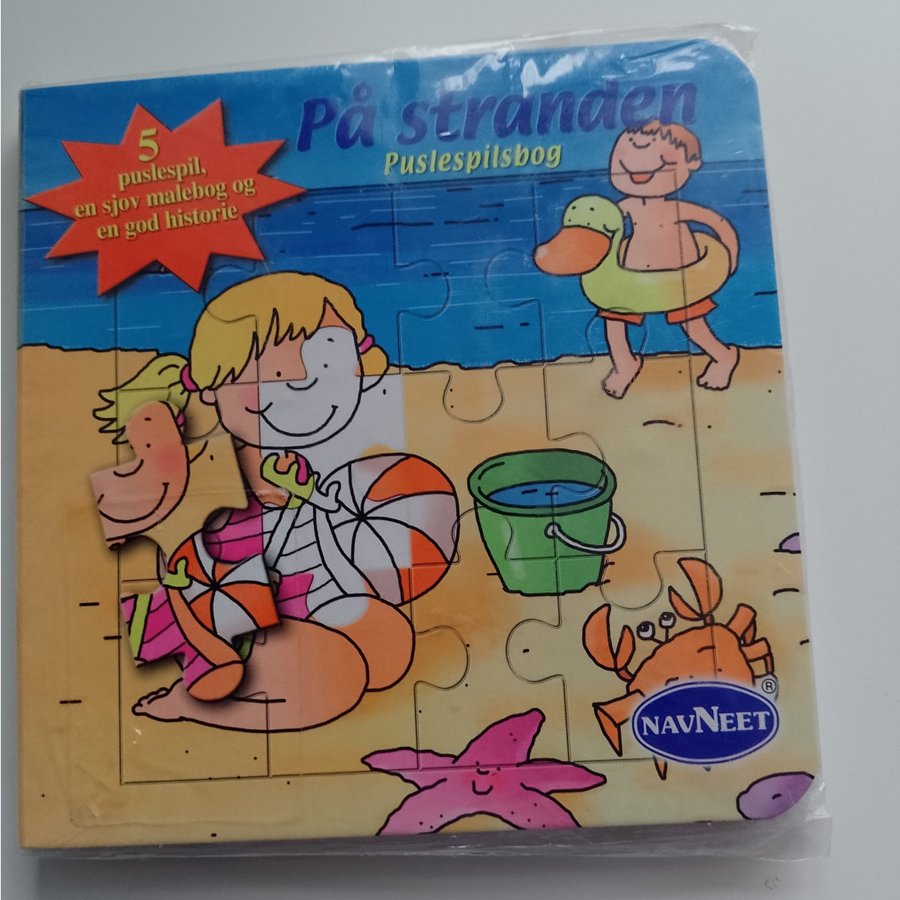 På stranden
Puslespilsbog
5
puslespil,
en sjov malebog og
en god historie
NAVNEET
®